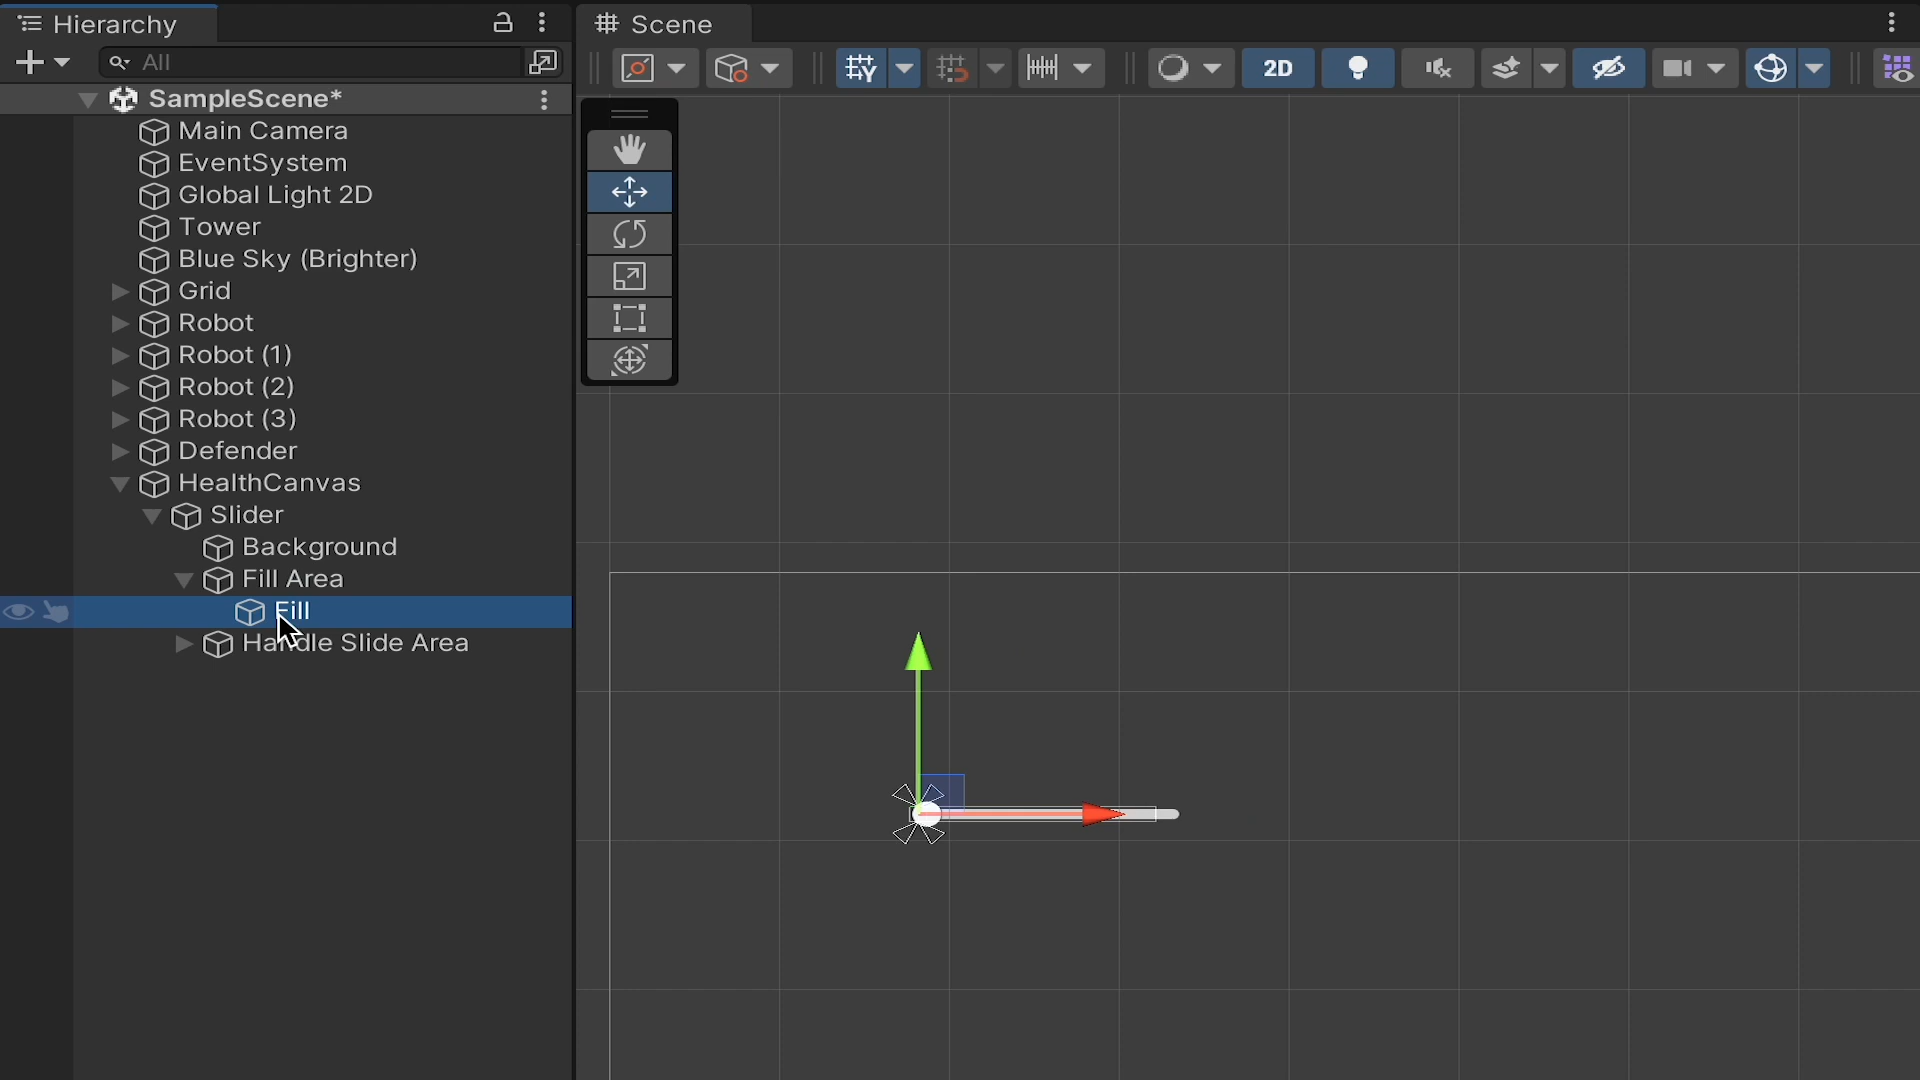 Hierarchy
Scene
All
2D
SampleScene*
Main Camera
EventSystem
Global Light 2D
Tower
Blue Sky (Brighter)
Grid
Robot
Robot (1)
Robot (2)
Robot (3)
Defender
HealthCanvas
Slider
Background
Fill Area
Fill
Handle Slide Area